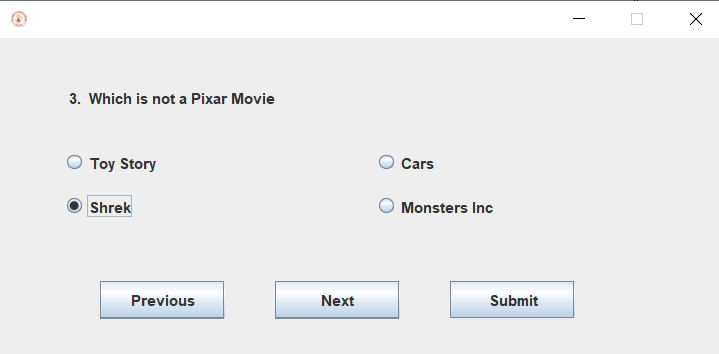 3. Which is not a Pixar Movie
Toy Story
Cars
Shrek
Monsters Inc
Previous
Next
Submit